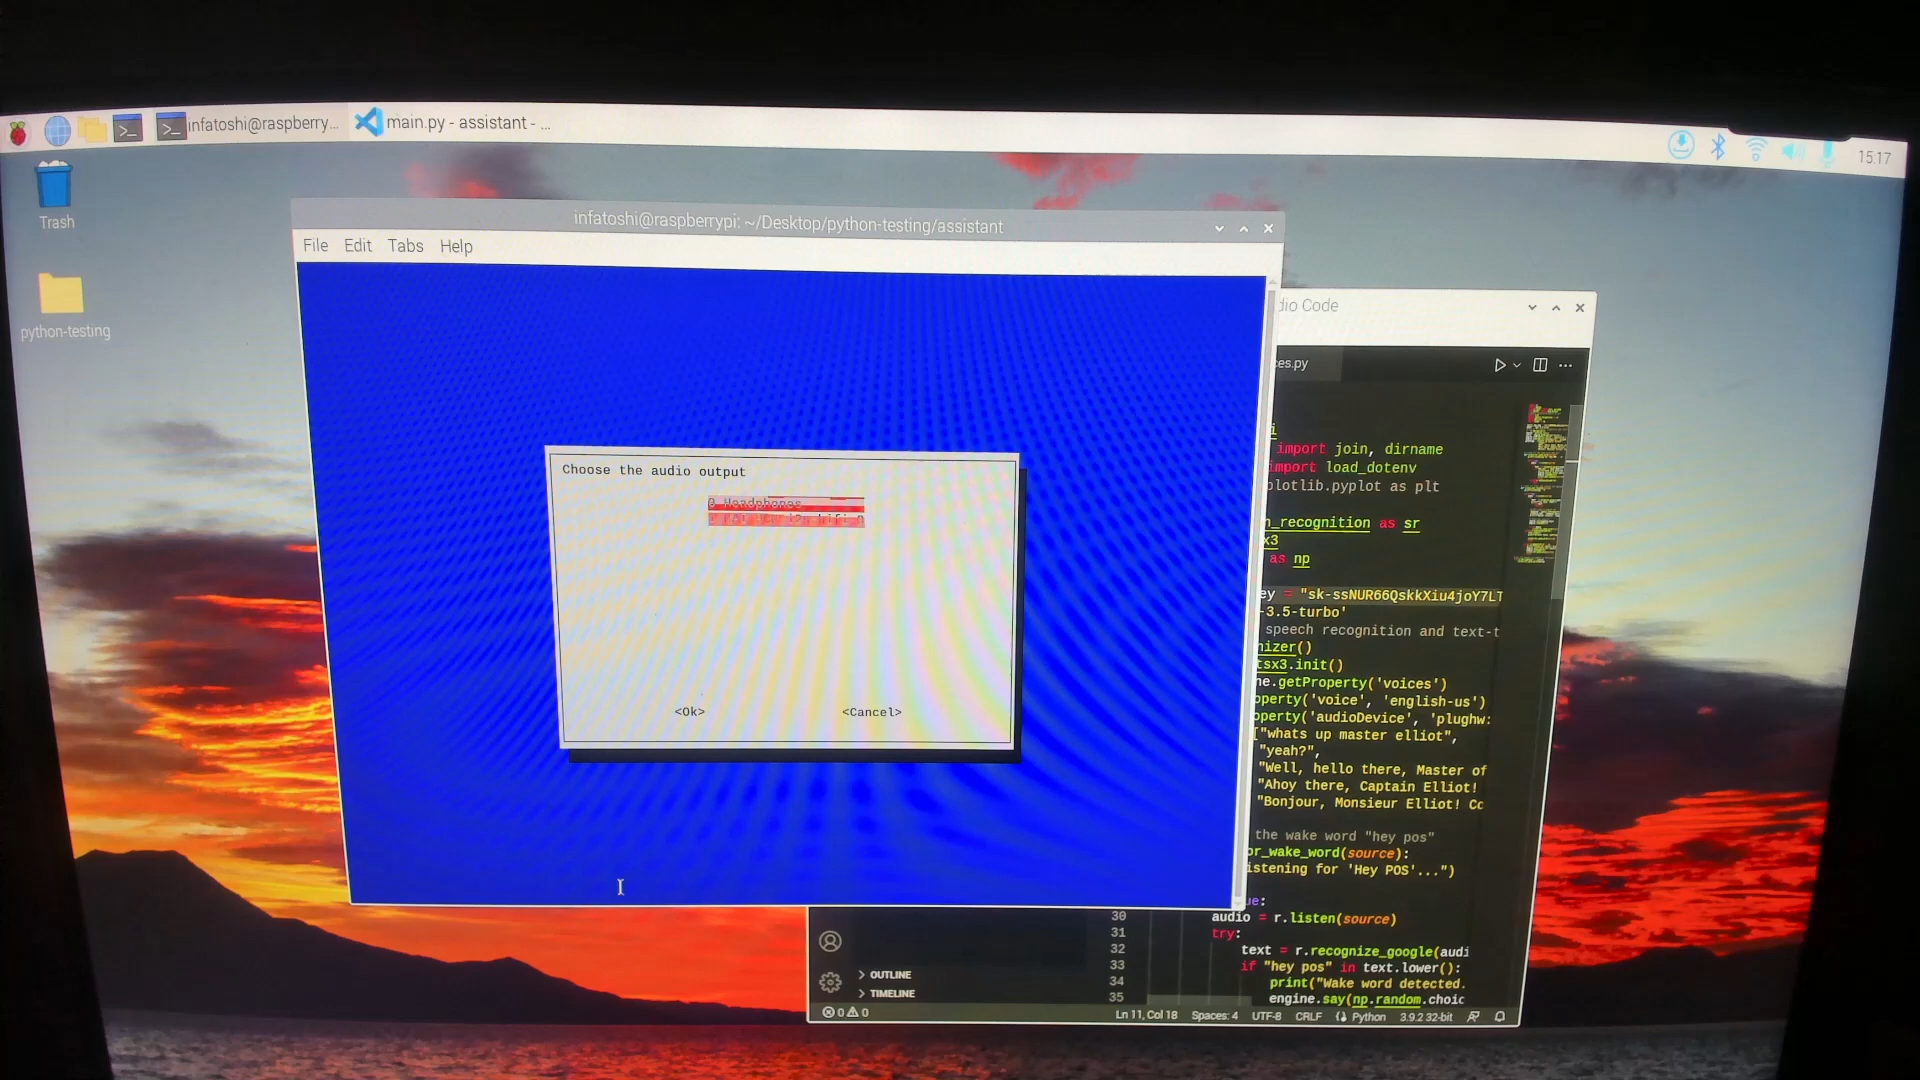 infatoshi@raspberry...
main.py - assistant - ...
15:17
Trash
python-testing
infatoshi@raspberrypi: ~/Desktop/python-testing/assistant
File Edit Tabs Help
Choose the audio output
0 Headphones
<Ok> <Cancel>
dio Code
ces.py
i
import join, dirname
import load_dotenv
plotlib.pyplot as plt
h_recognition as sr
x3
as np
ey = "sk-ssNUR66QskkXiu4joY7LT
-3.5-turbo'
speech recognition and text-t
nizer()
tsx3.init()
ne.getProperty('voices')
operty('voice', 'english-us')
operty('audioDevice', 'plughw:
["whats up master elliot",
"yeah?",
"Well, hello there, Master of
"Ahoy there, Captain Elliot!
"Bonjour, Monsieur Elliot! Cc
the wake word "hey pos"
or_wake_word(source):
istening for 'Hey POS'...")
ue:
30 audio = r.listen(source)
31 try:
32 text = r.recognize_google(audi
33 if "hey pos" in text.lower():
34 print("Wake word detected.
35 engine.say(np.random.choic
OUTLINE
TIMELINE
0 0
Ln 11, Col 18 Spaces: 4 UTF-8 CRLF Python 3.9.2 32-bit